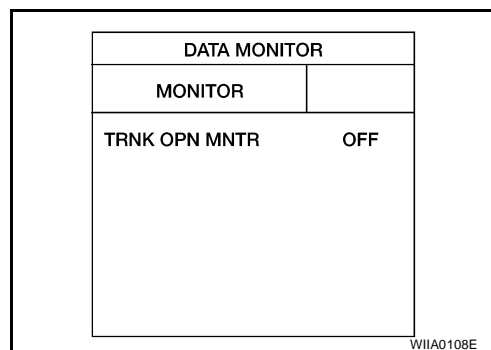 DATA MONITOR
MONITOR
TRNK OPN MNTR OFF
WIIA0108E